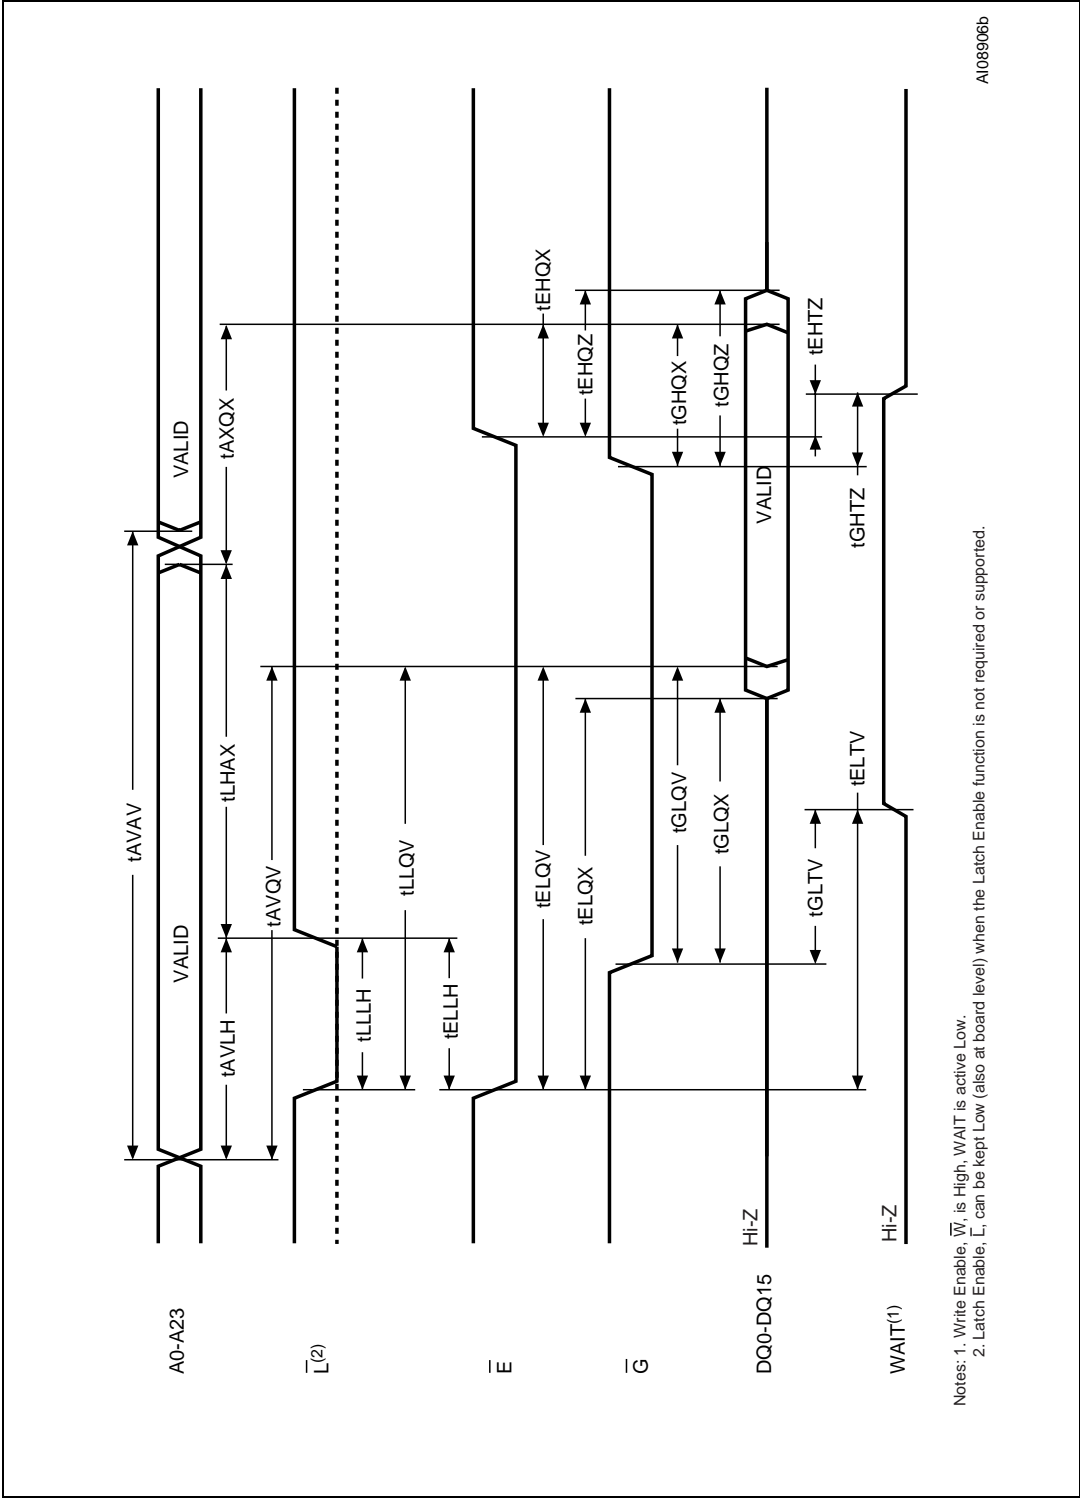 tAVAV
A0-A23
VALID
VALID
tAVLH
tLHAX
tAXQX
tAVQV
L(2)
tLLLH
tLLQV
tELLH
E
tELQV
tEHQX
tELQX
tEHQZ
G
tGLQV
tGHQX
tGLQX
tGHQZ
Hi-Z
DQ0-DQ15
VALID
tGLTV
tEHTZ
tELTV
tGHTZ
Hi-Z
WAIT(1)
Notes: 1. Write Enable, W, is High, WAIT is active Low.
2. Latch Enable, L, can be kept Low (also at board level) when the Latch Enable function is not required or supported.
AI08906b